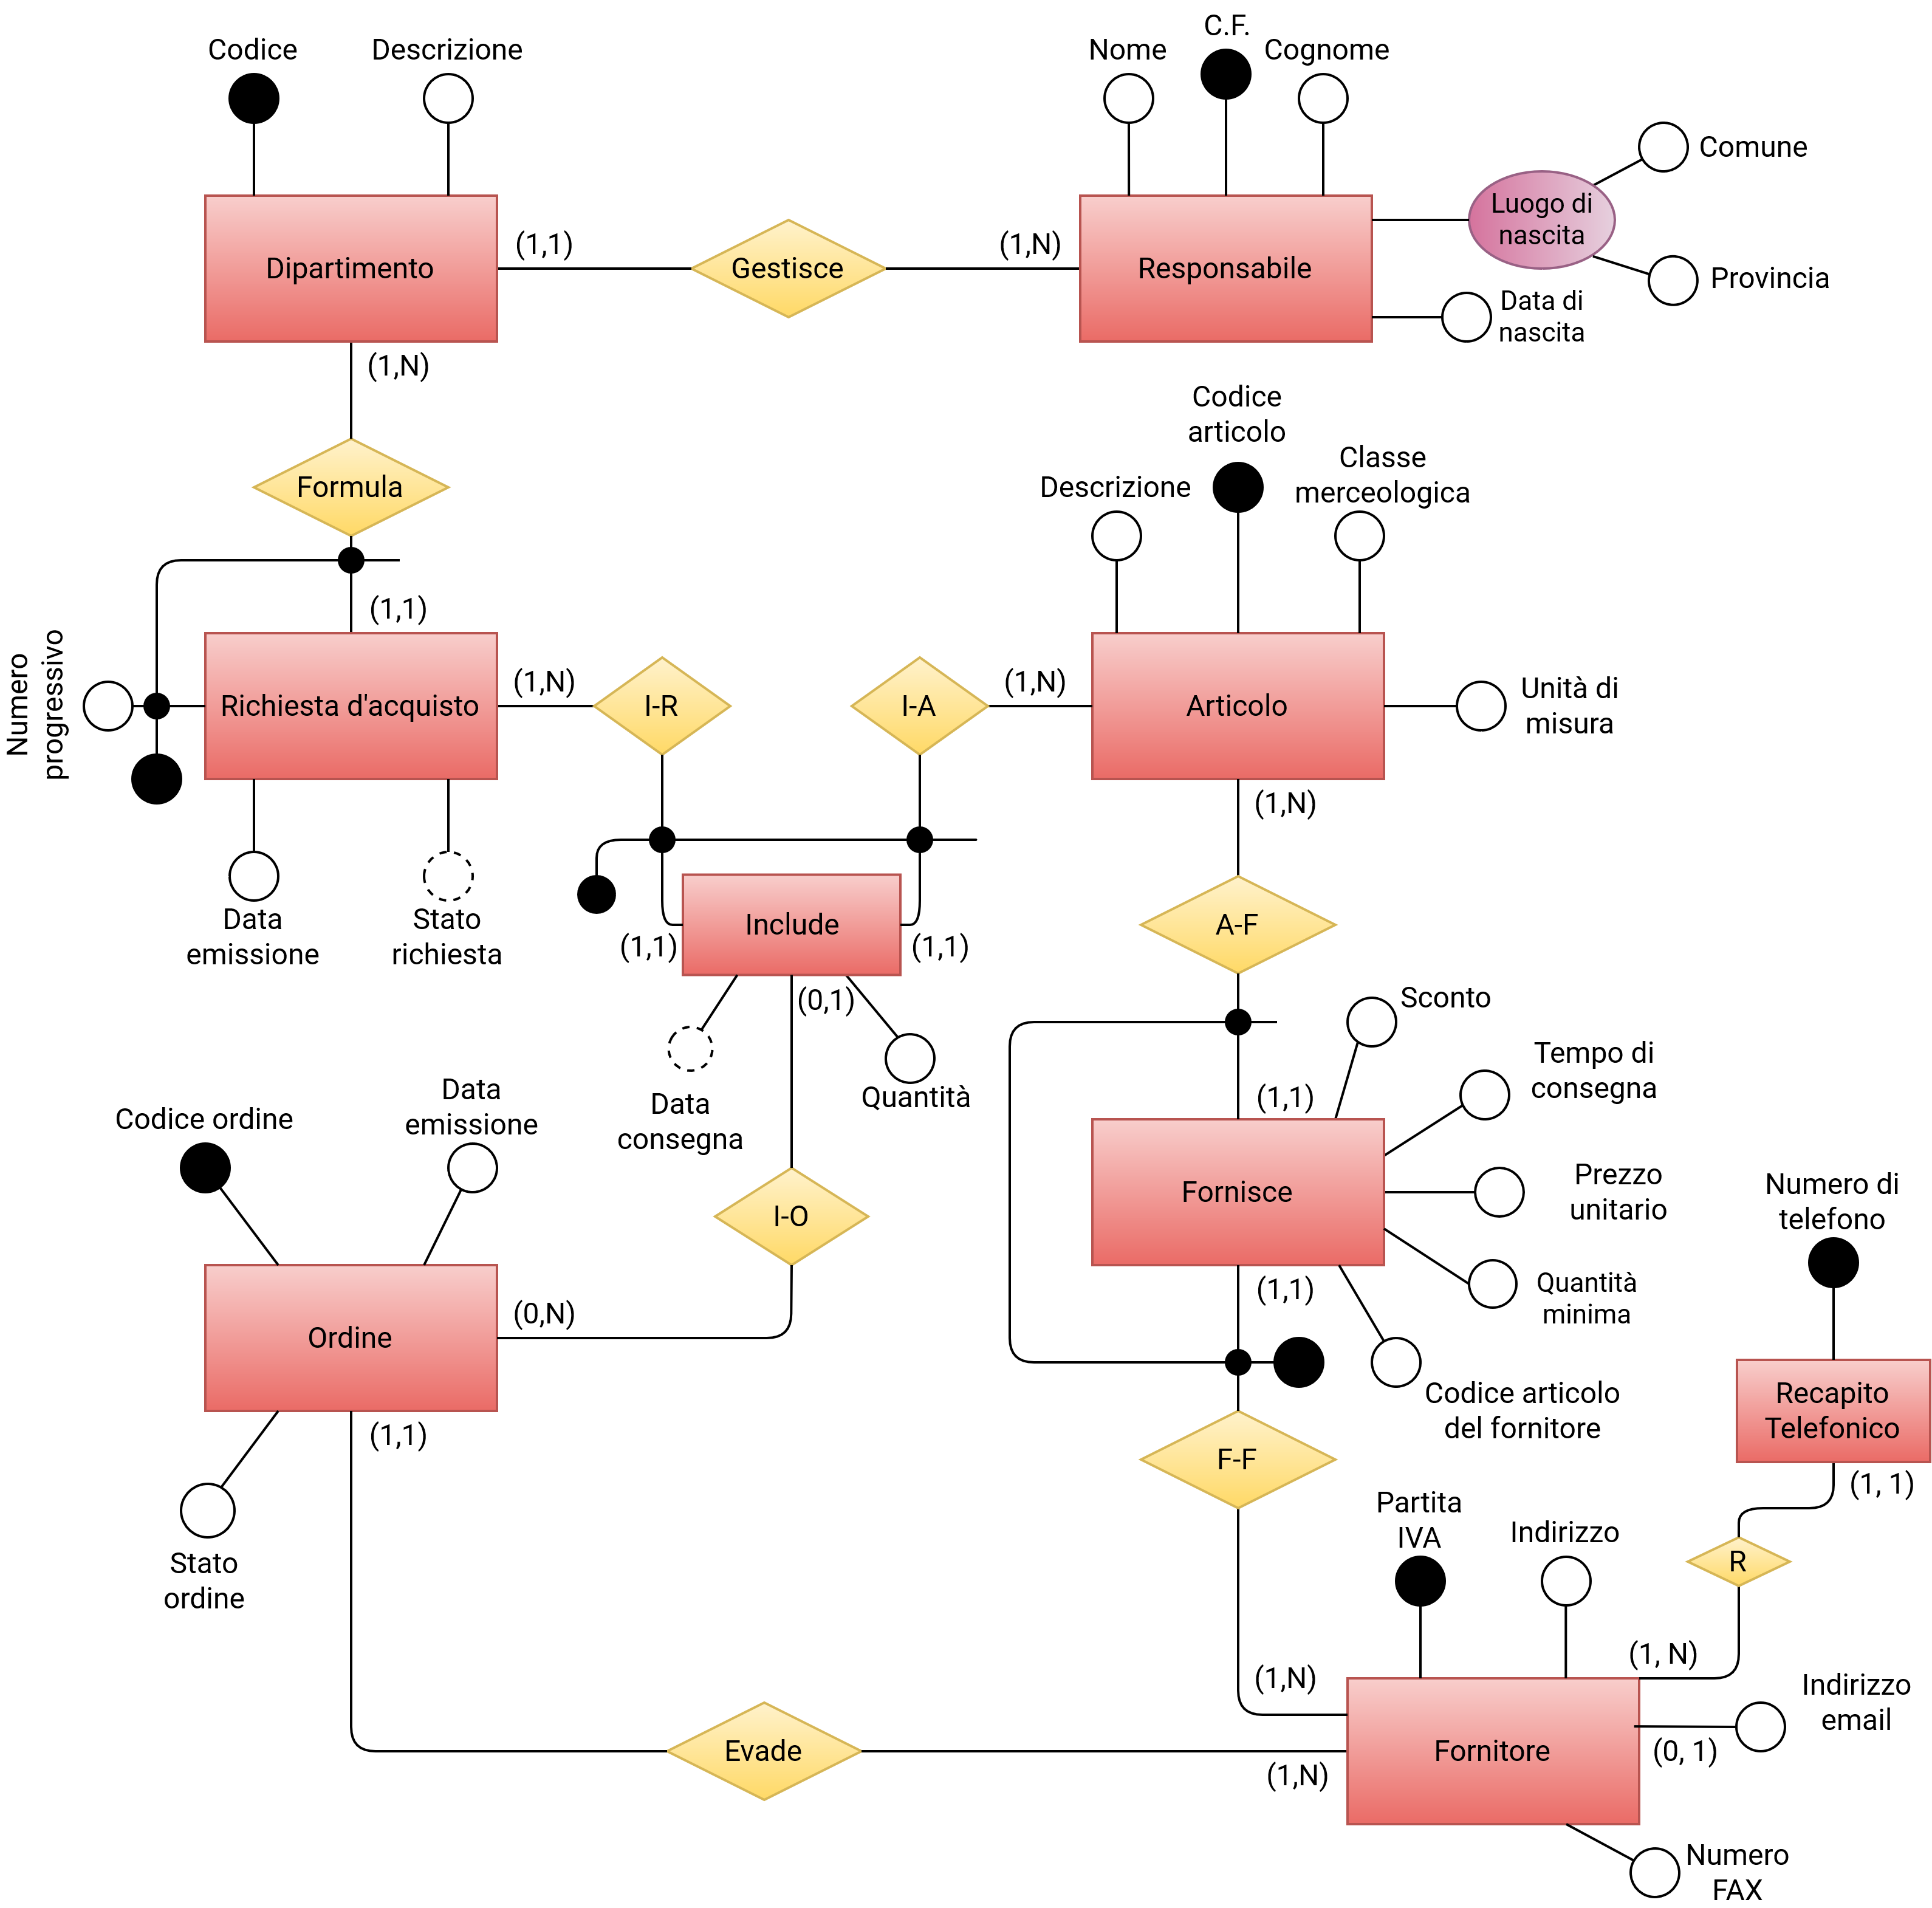 C.F.
Codice
Descrizione
Nome
Cognome
Comune
Luogo di
nascita
Dipartimento
(1,1)
Gestisce
(1,N)
Responsabile
Provincia
Data di
nascita
(1,N)
Codice
articolo
Formula
Descrizione
Classe
merceologica
(1,1)
Numero
progressivo
Richiesta d'acquisto
(1,N)
I-R
I-A
(1,N)
Articolo
Unità di
misura
(1,N)
Data
emissione
Stato
richiesta
(1,1)
Include
(1,1)
A-F
(0,1)
Data
consegna
Quantità
Sconto
Tempo di
consegna
Codice ordine
Data
emissione
(1,1)
Fornisce
Prezzo
unitario
Numero di
telefono
I-O
Quantità
minima
(1,1)
Ordine
(0,N)
Codice articolo
del fornitore
Recapito
Telefonico
(1,1)
F-F
(1, 1)
Partita
IVA
Indirizzo
R
Stato
ordine
(1,N)
(1, N)
Indirizzo
email
Evade
(1,N)
Fornitore
(0, 1)
Numero
FAX